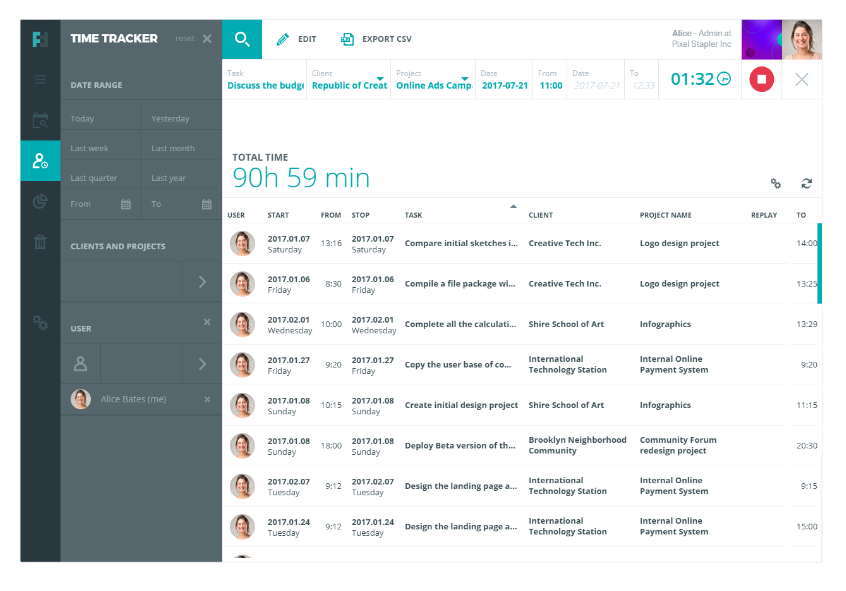 TIME TRACKER reset
EDIT
EXPORT CSV
Alice - Admin at
Pixel Stapler Inc
DATE RANGE
Today Yesterday
Last week Last month
Last quarter Last year
From To
CLIENTS AND PROJECTS
USER
Alice Bates (me)
Task Client Project Date From Date To
Discuss the budge Republic of Creat Online Ads Camp 2017-07-21 11:00 2017-07-21 12:33 01:32
TOTAL TIME
90h 59 min
USER START FROM STOP TASK CLIENT PROJECT NAME REPLAY TO
2017.01.07 13:16 2017.01.07 Compare initial sketches i... Creative Tech Inc. Logo design project 14:00
Saturday Saturday
2017.01.06 8:30 2017.01.06 Compile a file package wi... Creative Tech Inc. Logo design project 13:25
Friday Friday
2017.02.01 10:00 2017.02.01 Complete all the calculati... Shire School of Art Infographics 13:29
Wednesday Wednesday
2017.01.27 9:20 2017.01.27 Copy the user base of co... International Internal Online 9:20
Friday Friday Technology Station Payment System
2017.01.08 10:15 2017.01.08 Create initial design project Shire School of Art Infographics 11:15
Sunday Sunday
2017.01.08 18:00 2017.01.08 Deploy Beta version of th... Brooklyn Neighborhood Community Forum 20:30
Sunday Sunday Community redesign project
2017.02.07 9:12 2017.02.07 Design the landing page a... International Internal Online 9:15
Tuesday Tuesday Technology Station Payment System
2017.01.24 9:12 2017.01.24 Design the landing page a... International Internal Online 15:00
Tuesday Tuesday Technology Station Payment System